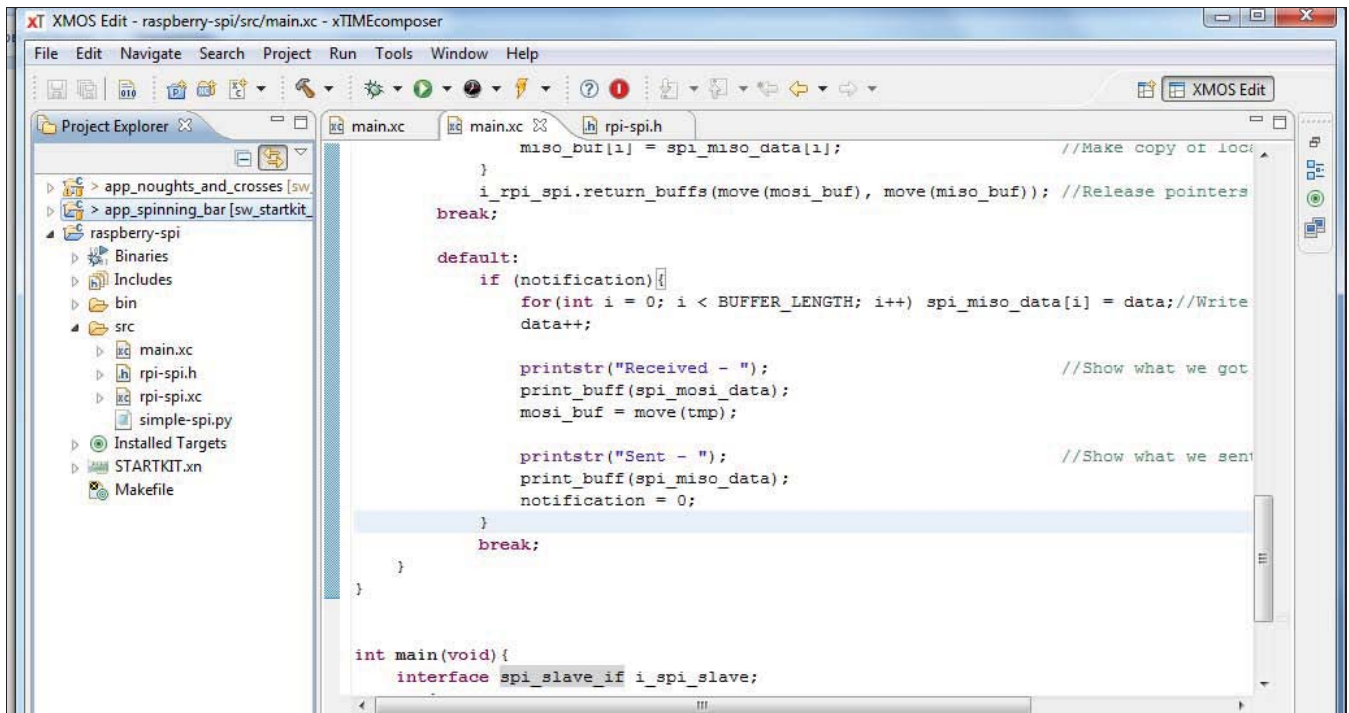 XMOS Edit - raspberry-spi/src/main.xc - xTIMEcomposer
File Edit Navigate Search Project Run Tools Window Help
XMOS Edit
Project Explorer
> app_noughts_and_crosses [sw_
> app_spinning_bar [sw_startkit_
raspberry-spi
Binaries
Includes
bin
src
main.xc
rpi-spi.h
rpi-spi.xc
simple-spi.py
Installed Targets
STARTKIT.xn
Makefile
main.xc main.xc rpi-spi.h
miso_buf[i] = spi_miso_data[i]; //Make copy of loca
}
i_rpi_spi.return_buffs(move(mosi_buf), move(miso_buf)); //Release pointers
break;
default:
if (notification){
for(int i = 0; i < BUFFER_LENGTH; i++) spi_miso_data[i] = data;//Write
data++;
printstr("Received - "); //Show what we got
print_buff(spi_mosi_data);
mosi_buf = move(tmp);
printstr("Sent - "); //Show what we sent
print_buff(spi_miso_data);
notification = 0;
}
break;
}
}
int main(void){
interface spi_slave_if i_spi_slave;